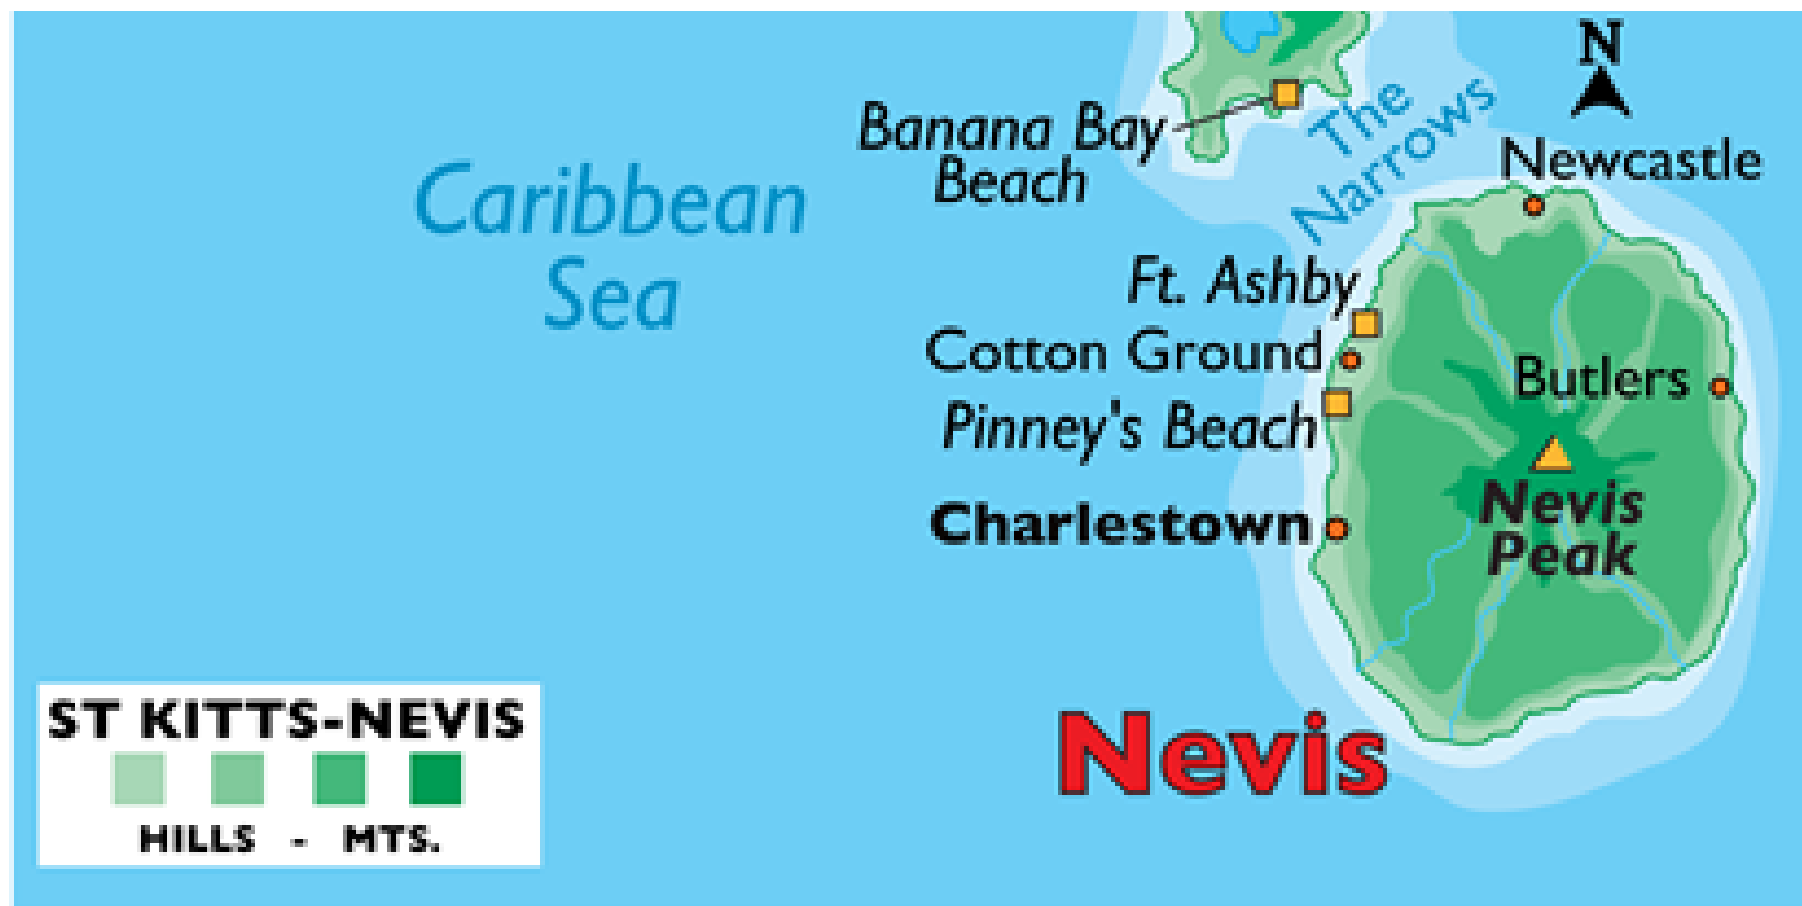 N
Banana Bay
Beach
The
Narrows
Newcastle
Caribbean
Sea
Ft. Ashby
Cotton Ground
Butlers
Pinney's Beach
Nevis
Peak
Charlestown
Nevis
ST KITTS-NEVIS
HILLS - MTS.